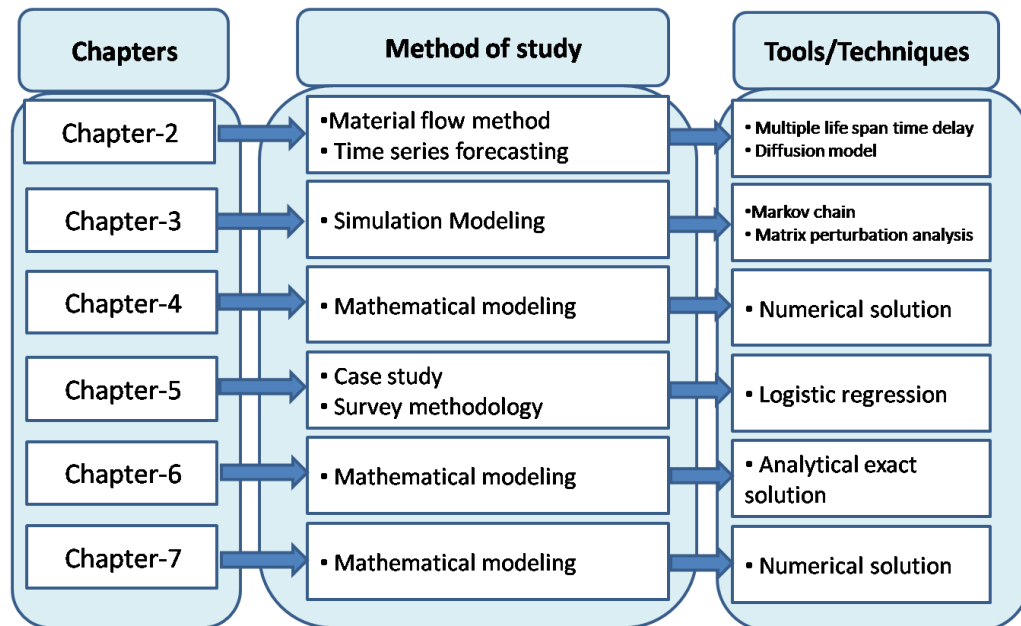 Chapters
Method of study
Tools/Techniques
Chapter-2
•Material flow method
• Time series forecasting
• Multiple life span time delay
• Diffusion model
Chapter-3
• Simulation Modeling
•Markov chain
• Matrix perturbation analysis
Chapter-4
• Mathematical modeling
• Numerical solution
Chapter-5
• Case study
• Survey methodology
• Logistic regression
Chapter-6
• Mathematical modeling
• Analytical exact
solution
Chapter-7
• Mathematical modeling
• Numerical solution